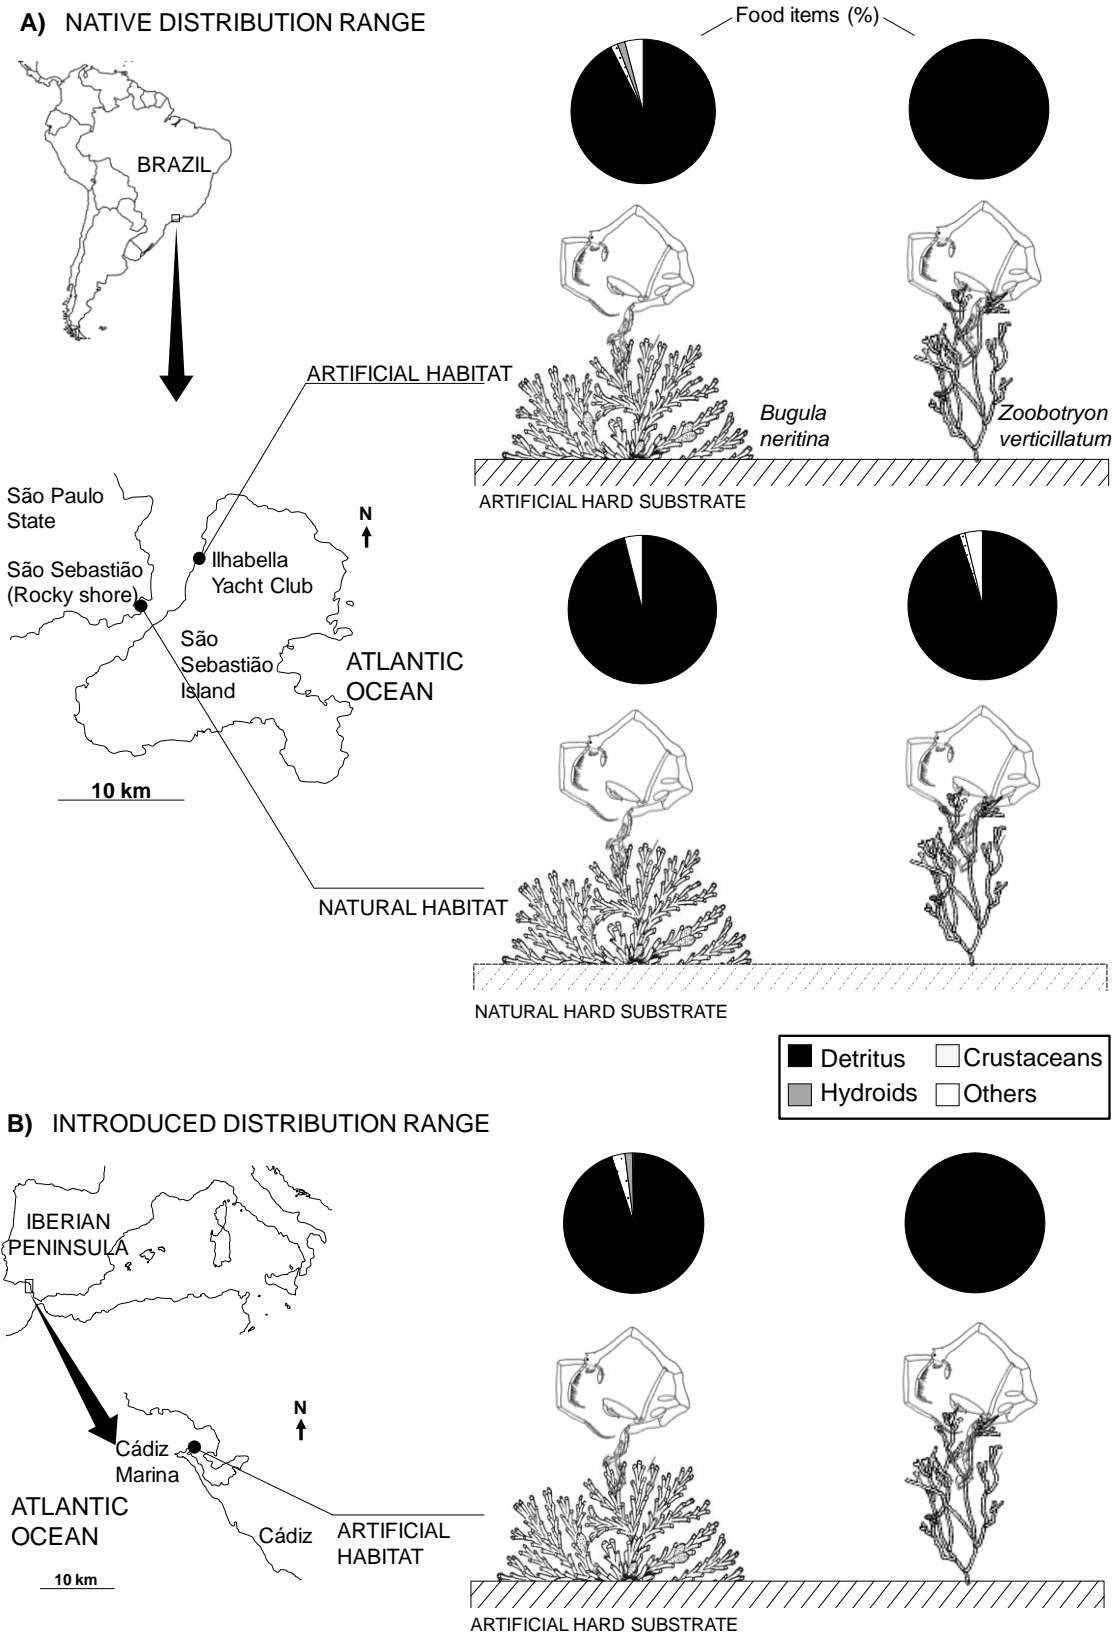 A) NATIVE DISTRIBUTION RANGE
Food items (%)
BRAZIL
ARTIFICIAL HABITAT
Bugula
neritina
Zoobotryon
verticillatum
ARTIFICIAL HARD SUBSTRATE
São Paulo
State
N
São Sebastião
(Rocky shore)
Ilhabella
Yacht Club
São
Sebastião
Island
ATLANTIC
OCEAN
10 km
NATURAL HABITAT
NATURAL HARD SUBSTRATE
Detritus
Crustaceans
Hydroids
Others
B) INTRODUCED DISTRIBUTION RANGE
IBERIAN
PENINSULA
N
Cádiz
Marina
ATLANTIC
OCEAN
Cádiz
ARTIFICIAL
HABITAT
10 km
ARTIFICIAL HARD SUBSTRATE